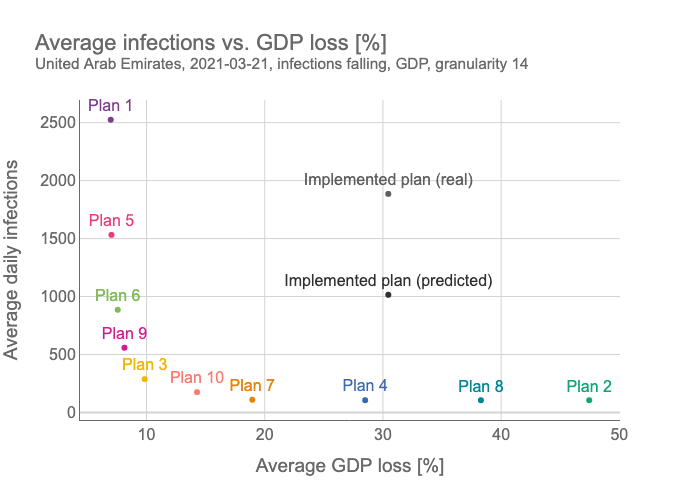 Average infections vs. GDP loss [%]
United Arab Emirates, 2021-03-21, infections falling, GDP, granularity 14
Plan 1
2500
Implemented plan (real)
2000
Plan 5
1500
Implemented plan (predicted)
Plan 6
1000
Plan 9
Plan 3
500
Plan 10
Plan 7
Plan 4
Plan 8
Plan 2
0
10
20
30
40
50
Average daily infections
Average GDP loss [%]